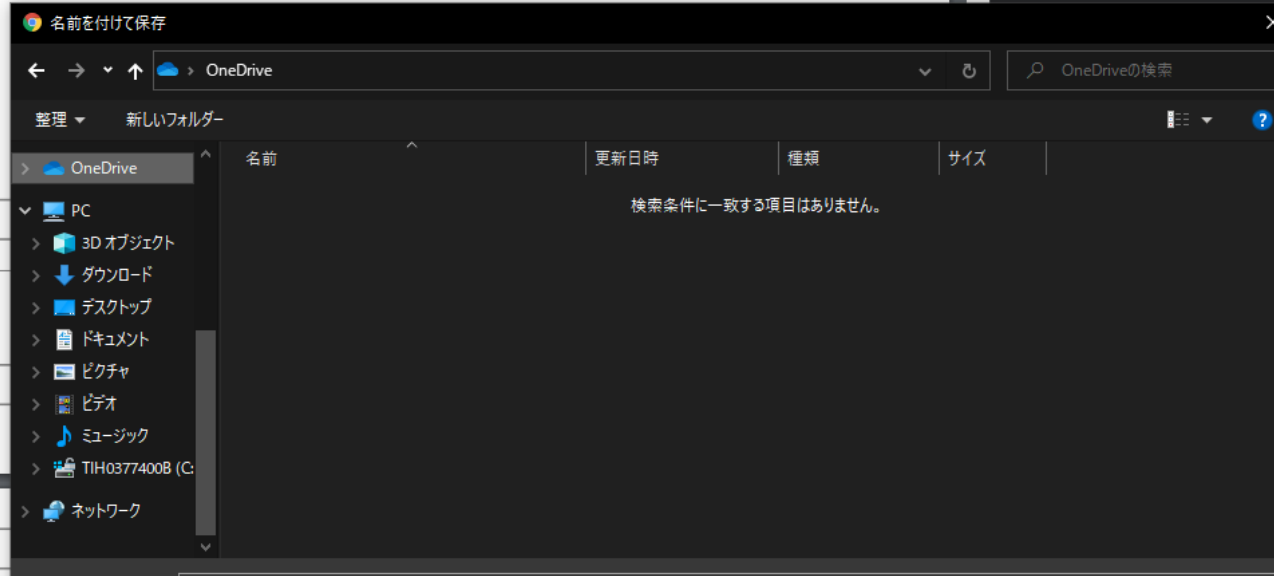 名前を付けて保存
OneDrive
OneDriveの検索
整理
新しいフォルダー
名前
更新日時
種類
サイズ
検索条件に一致する項目はありません。
OneDrive
PC
3D オブジェクト
ダウンロード
デスクトップ
ドキュメント
ピクチャ
ビデオ
ミュージック
TIH0377400B (C:
ネットワーク